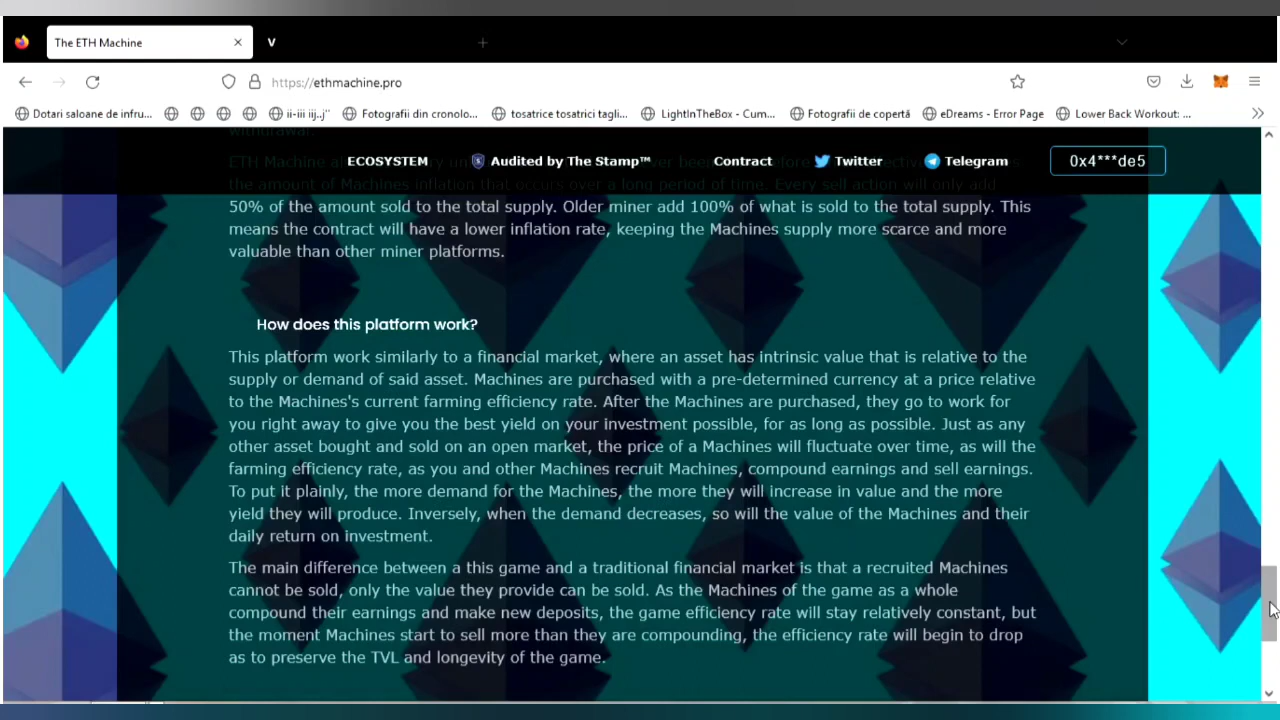 The ETH Machine
V
https://ethmachine.pro
Dotari saloane de infru... ii-iii iij..j" Fotografii din cronolo... tosatrice tosatrici tagli... LightInTheBox - Cum... Fotografii de copertă eDreams - Error Page Lower Back Workout: ...
withdrawal.
ECOSYSTEM Audited by The Stamp™ Contract Twitter Telegram 0x4***de5
ETH Machine
the amount of Machines inflation that occurs over a long period of time. Every sell action will only add
50% of the amount sold to the total supply. Older miner add 100% of what is sold to the total supply. This
means the contract will have a lower inflation rate, keeping the Machines supply more scarce and more
valuable than other miner platforms.
How does this platform work?
This platform work similarly to a financial market, where an asset has intrinsic value that is relative to the
supply or demand of said asset. Machines are purchased with a pre-determined currency at a price relative
to the Machines's current farming efficiency rate. After the Machines are purchased, they go to work for
you right away to give you the best yield on your investment possible, for as long as possible. Just as any
other asset bought and sold on an open market, the price of a Machines will fluctuate over time, as will the
farming efficiency rate, as you and other Machines recruit Machines, compound earnings and sell earnings.
To put it plainly, the more demand for the Machines, the more they will increase in value and the more
yield they will produce. Inversely, when the demand decreases, so will the value of the Machines and their
daily return on investment.
The main difference between a this game and a traditional financial market is that a recruited Machines
cannot be sold, only the value they provide can be sold. As the Machines of the game as a whole
compound their earnings and make new deposits, the game efficiency rate will stay relatively constant, but
the moment Machines start to sell more than they are compounding, the efficiency rate will begin to drop
as to preserve the TVL and longevity of the game.